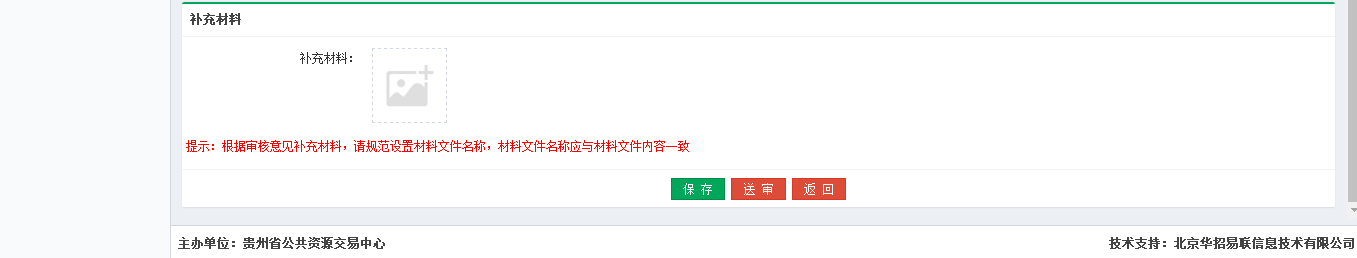 补充材料
补充材料：
提示：根据审核意见补充材料，请规范设置材料文件名称，材料文件名称应与材料文件内容一致
保 存 送 审 返 回
主办单位：贵州省公共资源交易中心 技术支持：北京华招易联信息技术有限公司